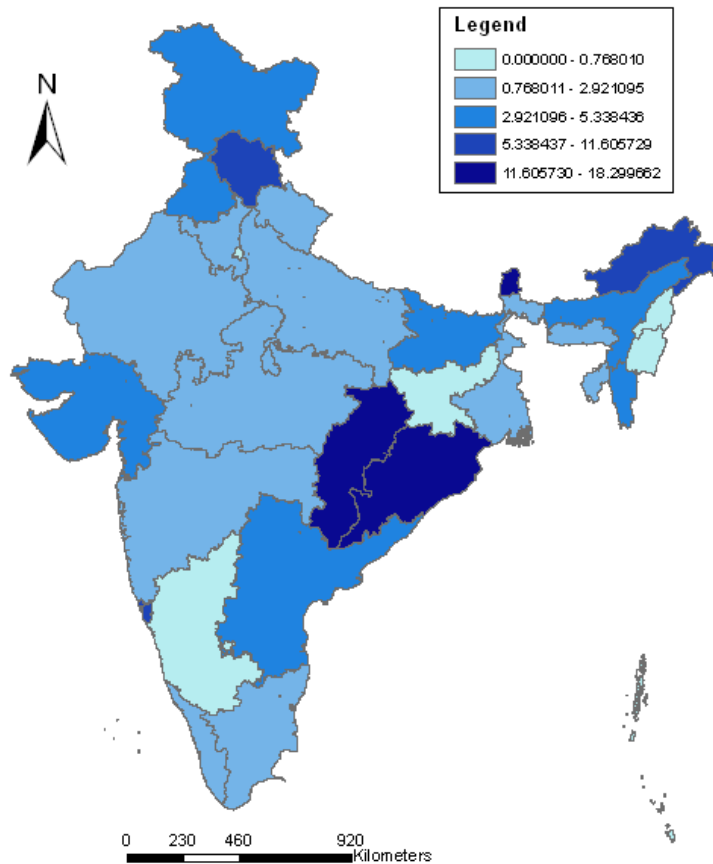 Legend
0.000000 - 0.768010
0.768011 - 2.921095
2.921096 - 5.338436
5.338437 - 11.605729
11.605730 - 18.299662
N
0 230 460 920
Kilometers